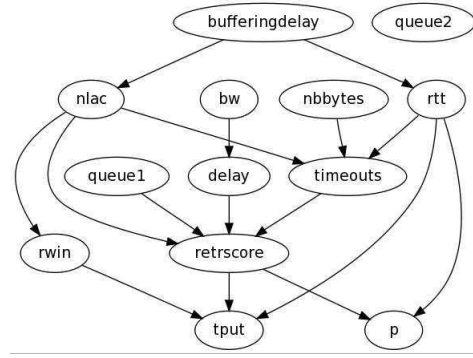 bufferingdelay queue2
nlac bw nbbytes rtt
queue1 delay timeouts
rwin retrscore
tput p